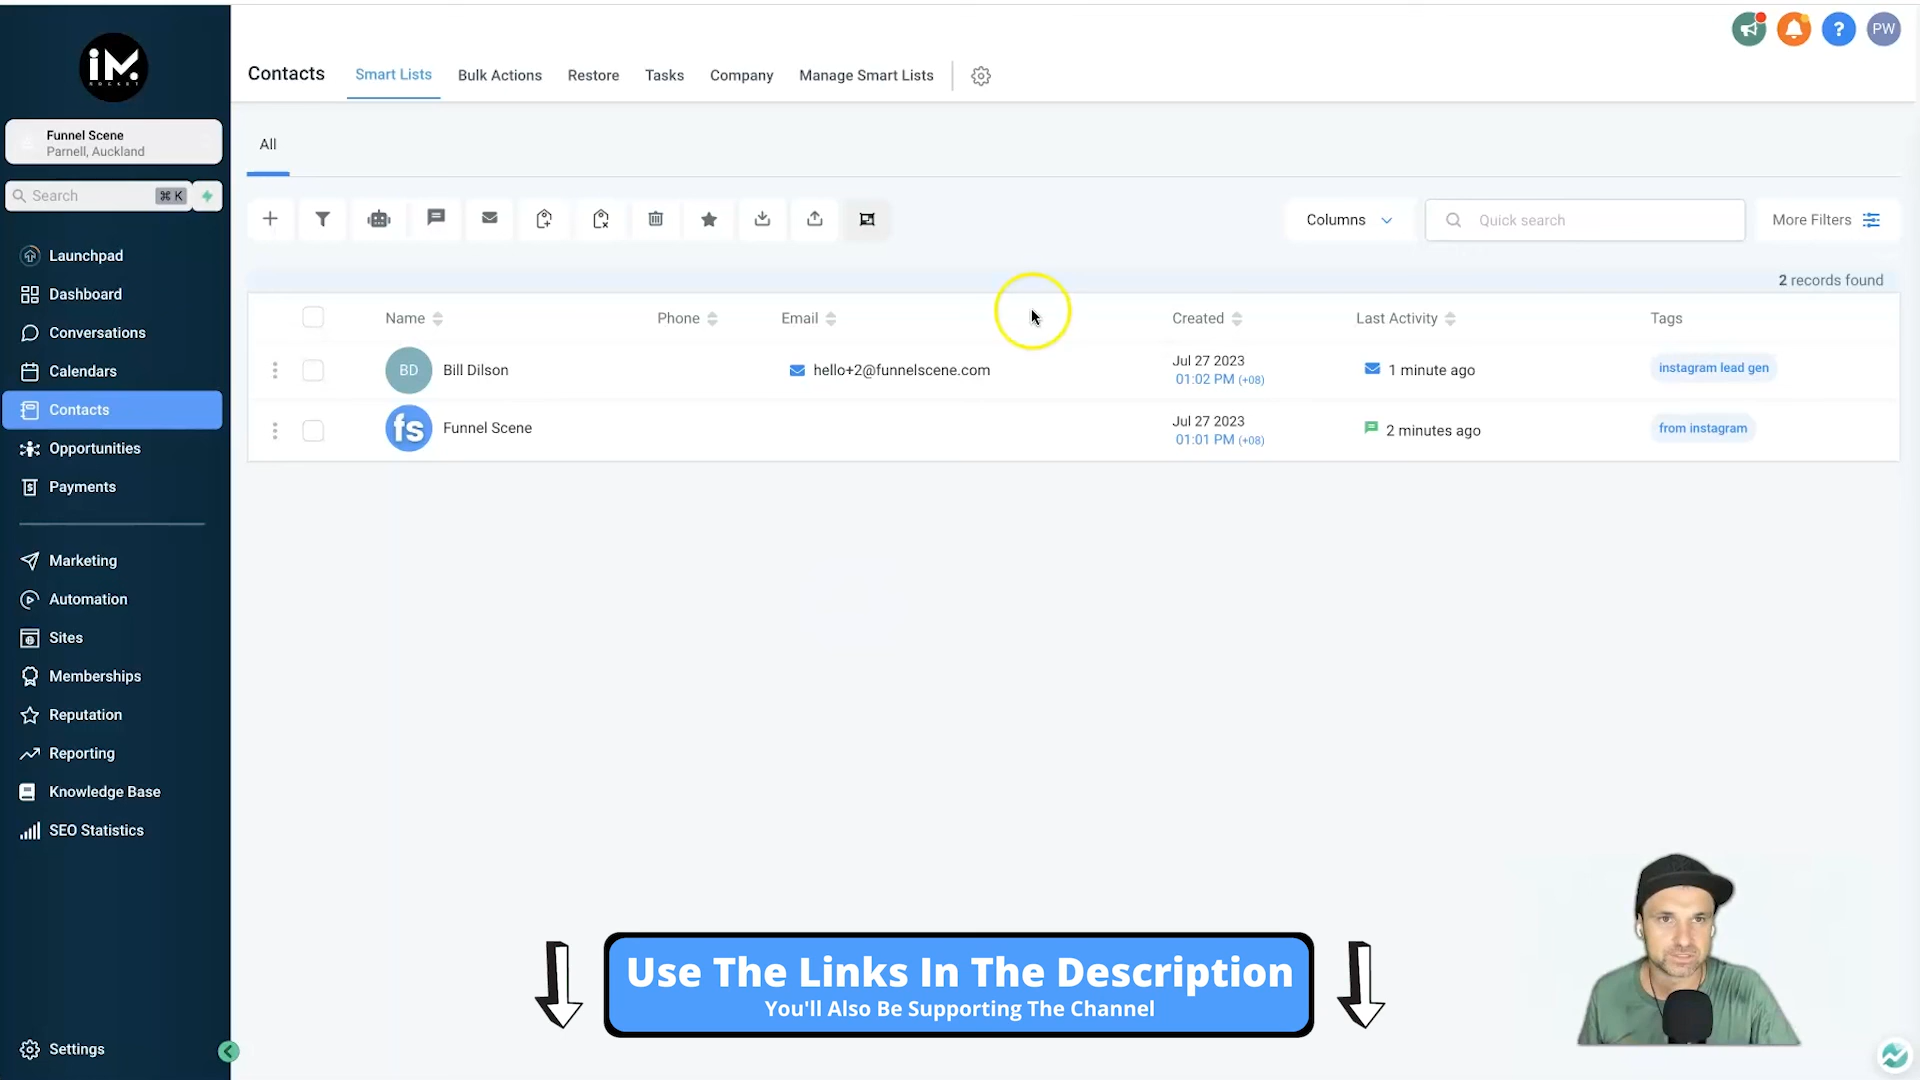 iM.
ROCKET
Funnel Scene
Parnell, Auckland
Search ⌘ K
Launchpad
Dashboard
Conversations
Calendars
Contacts
Opportunities
Payments
Marketing
Automation
Sites
Memberships
Reputation
Reporting
Knowledge Base
SEO Statistics
Settings
PW
Contacts Smart Lists Bulk Actions Restore Tasks Company Manage Smart Lists
All
Columns Quick search More Filters
2 records found
Name Phone Email Created Last Activity Tags
BD Bill Dilson hello+2@funnelscene.com Jul 27 2023 1 minute ago instagram lead gen
01:02 PM (+08)
fs Funnel Scene Jul 27 2023 2 minutes ago from instagram
01:01 PM (+08)
Use The Links In The Description
You'll Also Be Supporting The Channel